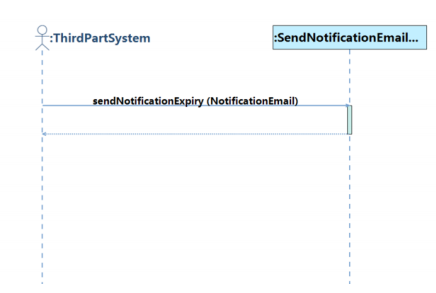 :ThirdPartSystem
:SendNotificationEmail...
sendNotificationExpiry (NotificationEmail)